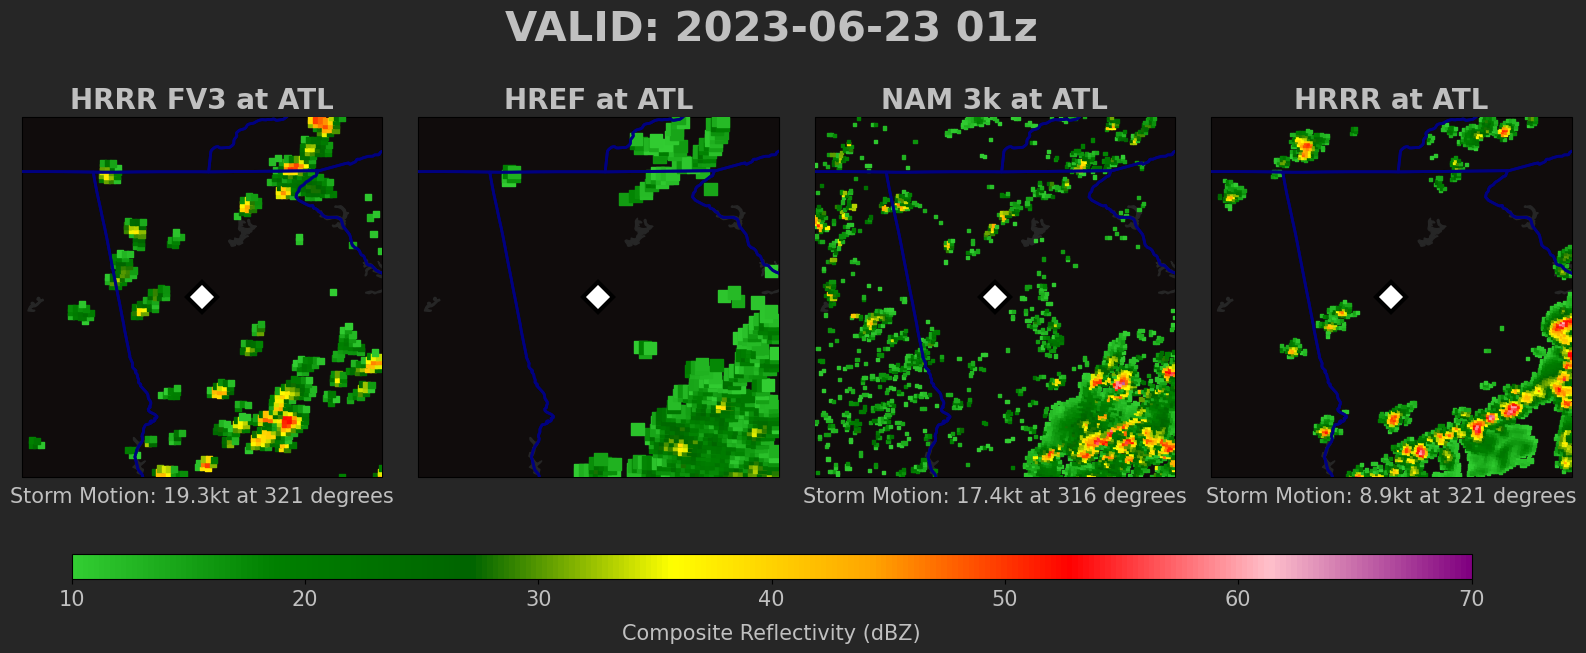 VALID: 2023-06-23 01z
HRRR FV3 at ATL
HREF at ATL
NAM 3k at ATL
HRRR at ATL
Storm Motion: 19.3kt at 321 degrees
Storm Motion: 17.4kt at 316 degrees
Storm Motion: 8.9kt at 321 degrees
10 20 30 40 50 60 70
Composite Reflectivity (dBZ)